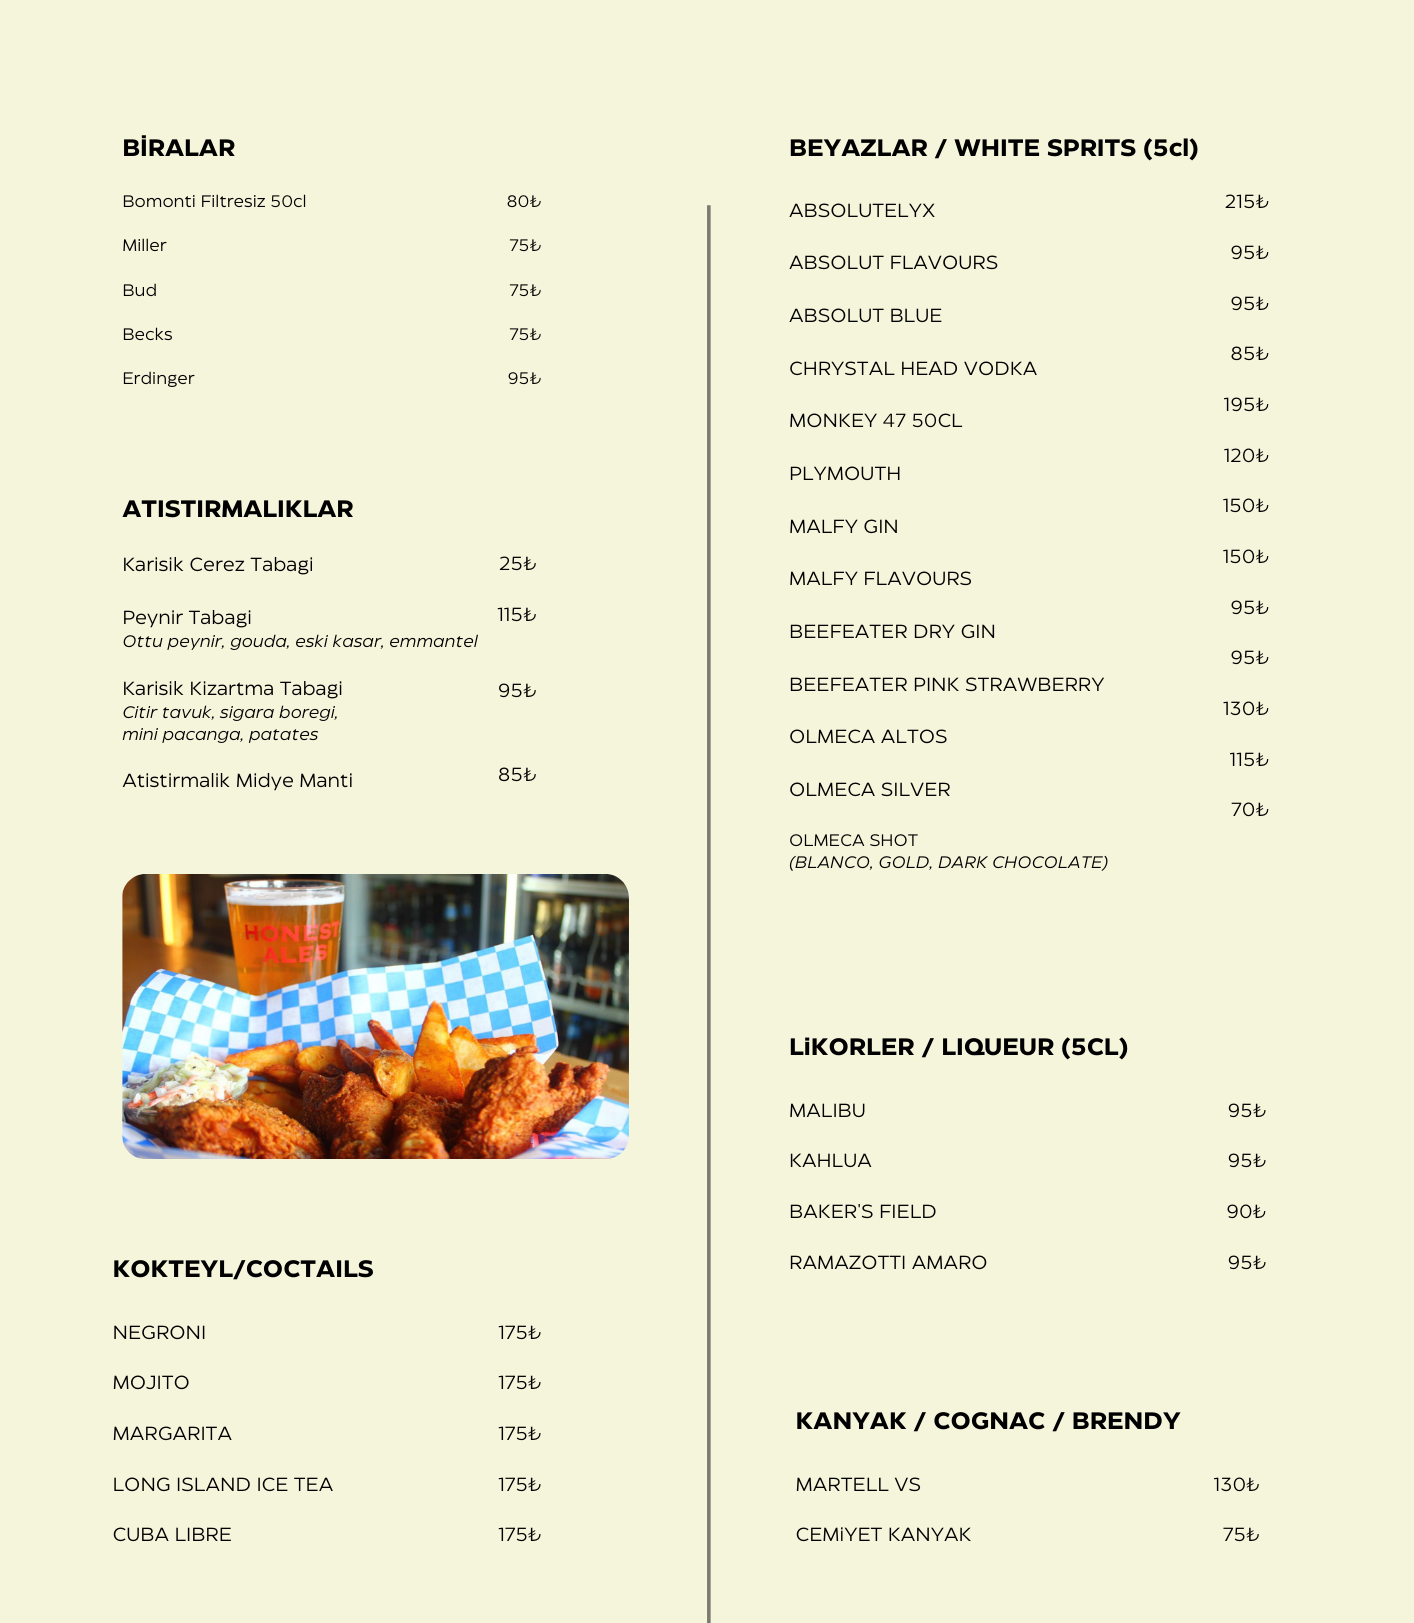 BİRALAR
Bomonti Filtresiz 50cl 80₺
Miller 75₺
Bud 75₺
Becks 75₺
Erdinger 95₺
ATISTIRMALIKLAR
Karisik Cerez Tabagi 25₺
Peynir Tabagi 115₺
Ottu peynir, gouda, eski kasar, emmantel
Karisik Kizartma Tabagi 95₺
Citir tavuk, sigara boregi,
mini pacanga, patates
Atistirmalik Midye Manti 85₺
HONEST
ALES
KOKTEYL/COCTAILS
NEGRONI 175₺
MOJITO 175₺
MARGARITA 175₺
LONG ISLAND ICE TEA 175₺
CUBA LIBRE 175₺
BEYAZLAR / WHITE SPRITS (5cl)
ABSOLUTELYX 215₺
ABSOLUT FLAVOURS 95₺
ABSOLUT BLUE 95₺
CHRYSTAL HEAD VODKA 85₺
MONKEY 47 50CL 195₺
PLYMOUTH 120₺
MALFY GIN 150₺
MALFY FLAVOURS 150₺
BEEFEATER DRY GIN 95₺
BEEFEATER PINK STRAWBERRY 95₺
OLMECA ALTOS 130₺
OLMECA SILVER 115₺
OLMECA SHOT 70₺
(BLANCO, GOLD, DARK CHOCOLATE)
LiKORLER / LIQUEUR (5CL)
MALIBU 95₺
KAHLUA 95₺
BAKER'S FIELD 90₺
RAMAZOTTI AMARO 95₺
KANYAK / COGNAC / BRENDY
MARTELL VS 130₺
CEMiYET KANYAK 75₺